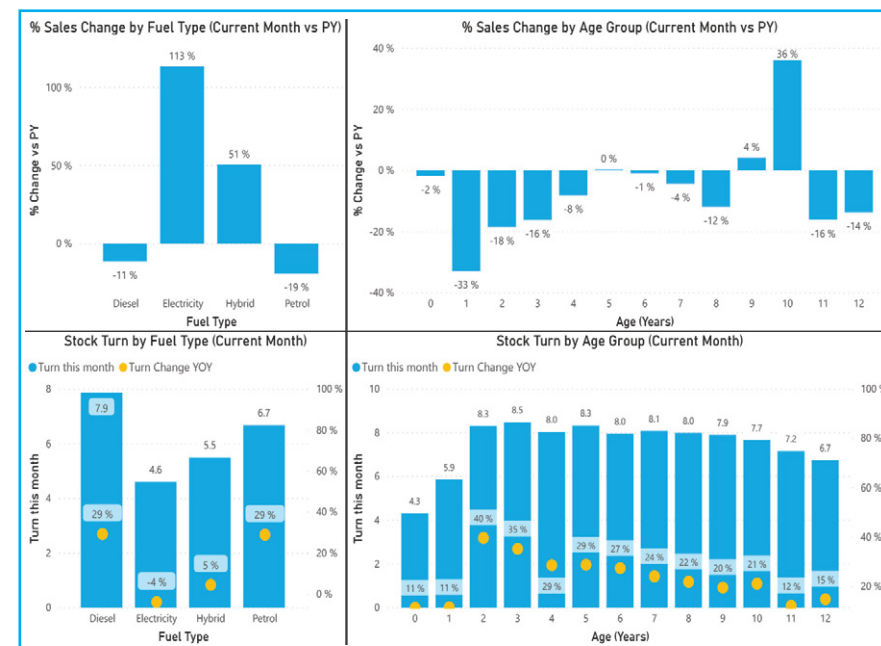 % Sales Change by Fuel Type (Current Month vs PY)
113 %
100 %
51 %
50 %
0 %
-11 %
-19 %
% Change vs PY
Diesel Electricity Hybrid Petrol
Fuel Type
% Sales Change by Age Group (Current Month vs PY)
40 %
36 %
20 %
4 %
0 %
0 %
-2 %
-1 %
-4 %
-8 %
-12 %
-18 %
-16 %
-16 %
-14 %
-20 %
-33 %
-40 %
% Change vs PY
0 1 2 3 4 5 6 7 8 9 10 11 12
Age (Years)
Stock Turn by Fuel Type (Current Month)
Turn this month Turn Change YOY
8
6
4
2
0
Turn this month
100 %
80 %
60 %
40 %
20 %
0 %
7.9 4.6 5.5 6.7
29 % -4 % 5 % 29 %
Diesel Electricity Hybrid Petrol
Fuel Type
Stock Turn by Age Group (Current Month)
Turn this month Turn Change YOY
10
8
6
4
2
0
Turn this month
100 %
80 %
60 %
40 %
20 %
4.3 5.9 8.3 8.5 8.0 8.3 8.0 8.1 8.0 7.9 7.7 7.2 6.7
11 % 11 % 40 % 35 % 29 % 29 % 27 % 24 % 22 % 20 % 21 % 12 % 15 %
0 1 2 3 4 5 6 7 8 9 10 11 12
Age (Years)